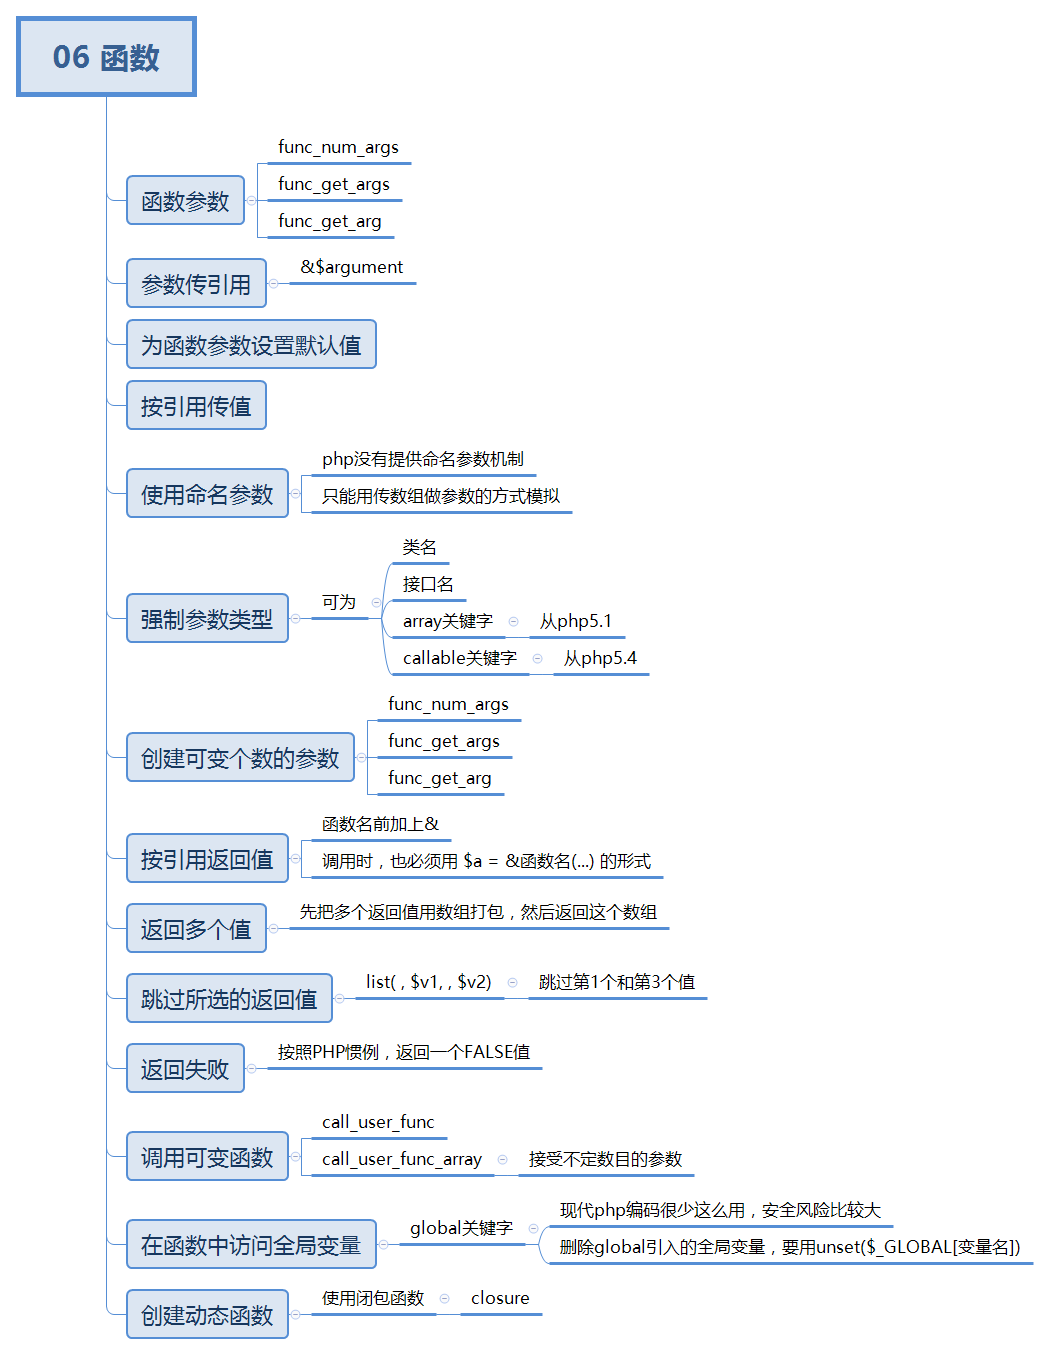 06 函数
函数参数
func_num_args
func_get_args
func_get_arg
参数传引用
&$argument
为函数参数设置默认值
按引用传值
使用命名参数
php没有提供命名参数机制
只能用传数组做参数的方式模拟
强制参数类型
可为
类名
接口名
array关键字
从php5.1
callable关键字
从php5.4
创建可变个数的参数
func_num_args
func_get_args
func_get_arg
按引用返回值
函数名前加上&
调用时，也必须用 $a = &函数名(...) 的形式
返回多个值
先把多个返回值用数组打包，然后返回这个数组
跳过所选的返回值
list( , $v1, , $v2)
跳过第1个和第3个值
返回失败
按照PHP惯例，返回一个FALSE值
调用可变函数
call_user_func
call_user_func_array
接受不定数目的参数
在函数中访问全局变量
global关键字
现代php编码很少这么用，安全风险比较大
删除global引入的全局变量，要用unset($_GLOBAL[变量名])
创建动态函数
使用闭包函数
closure